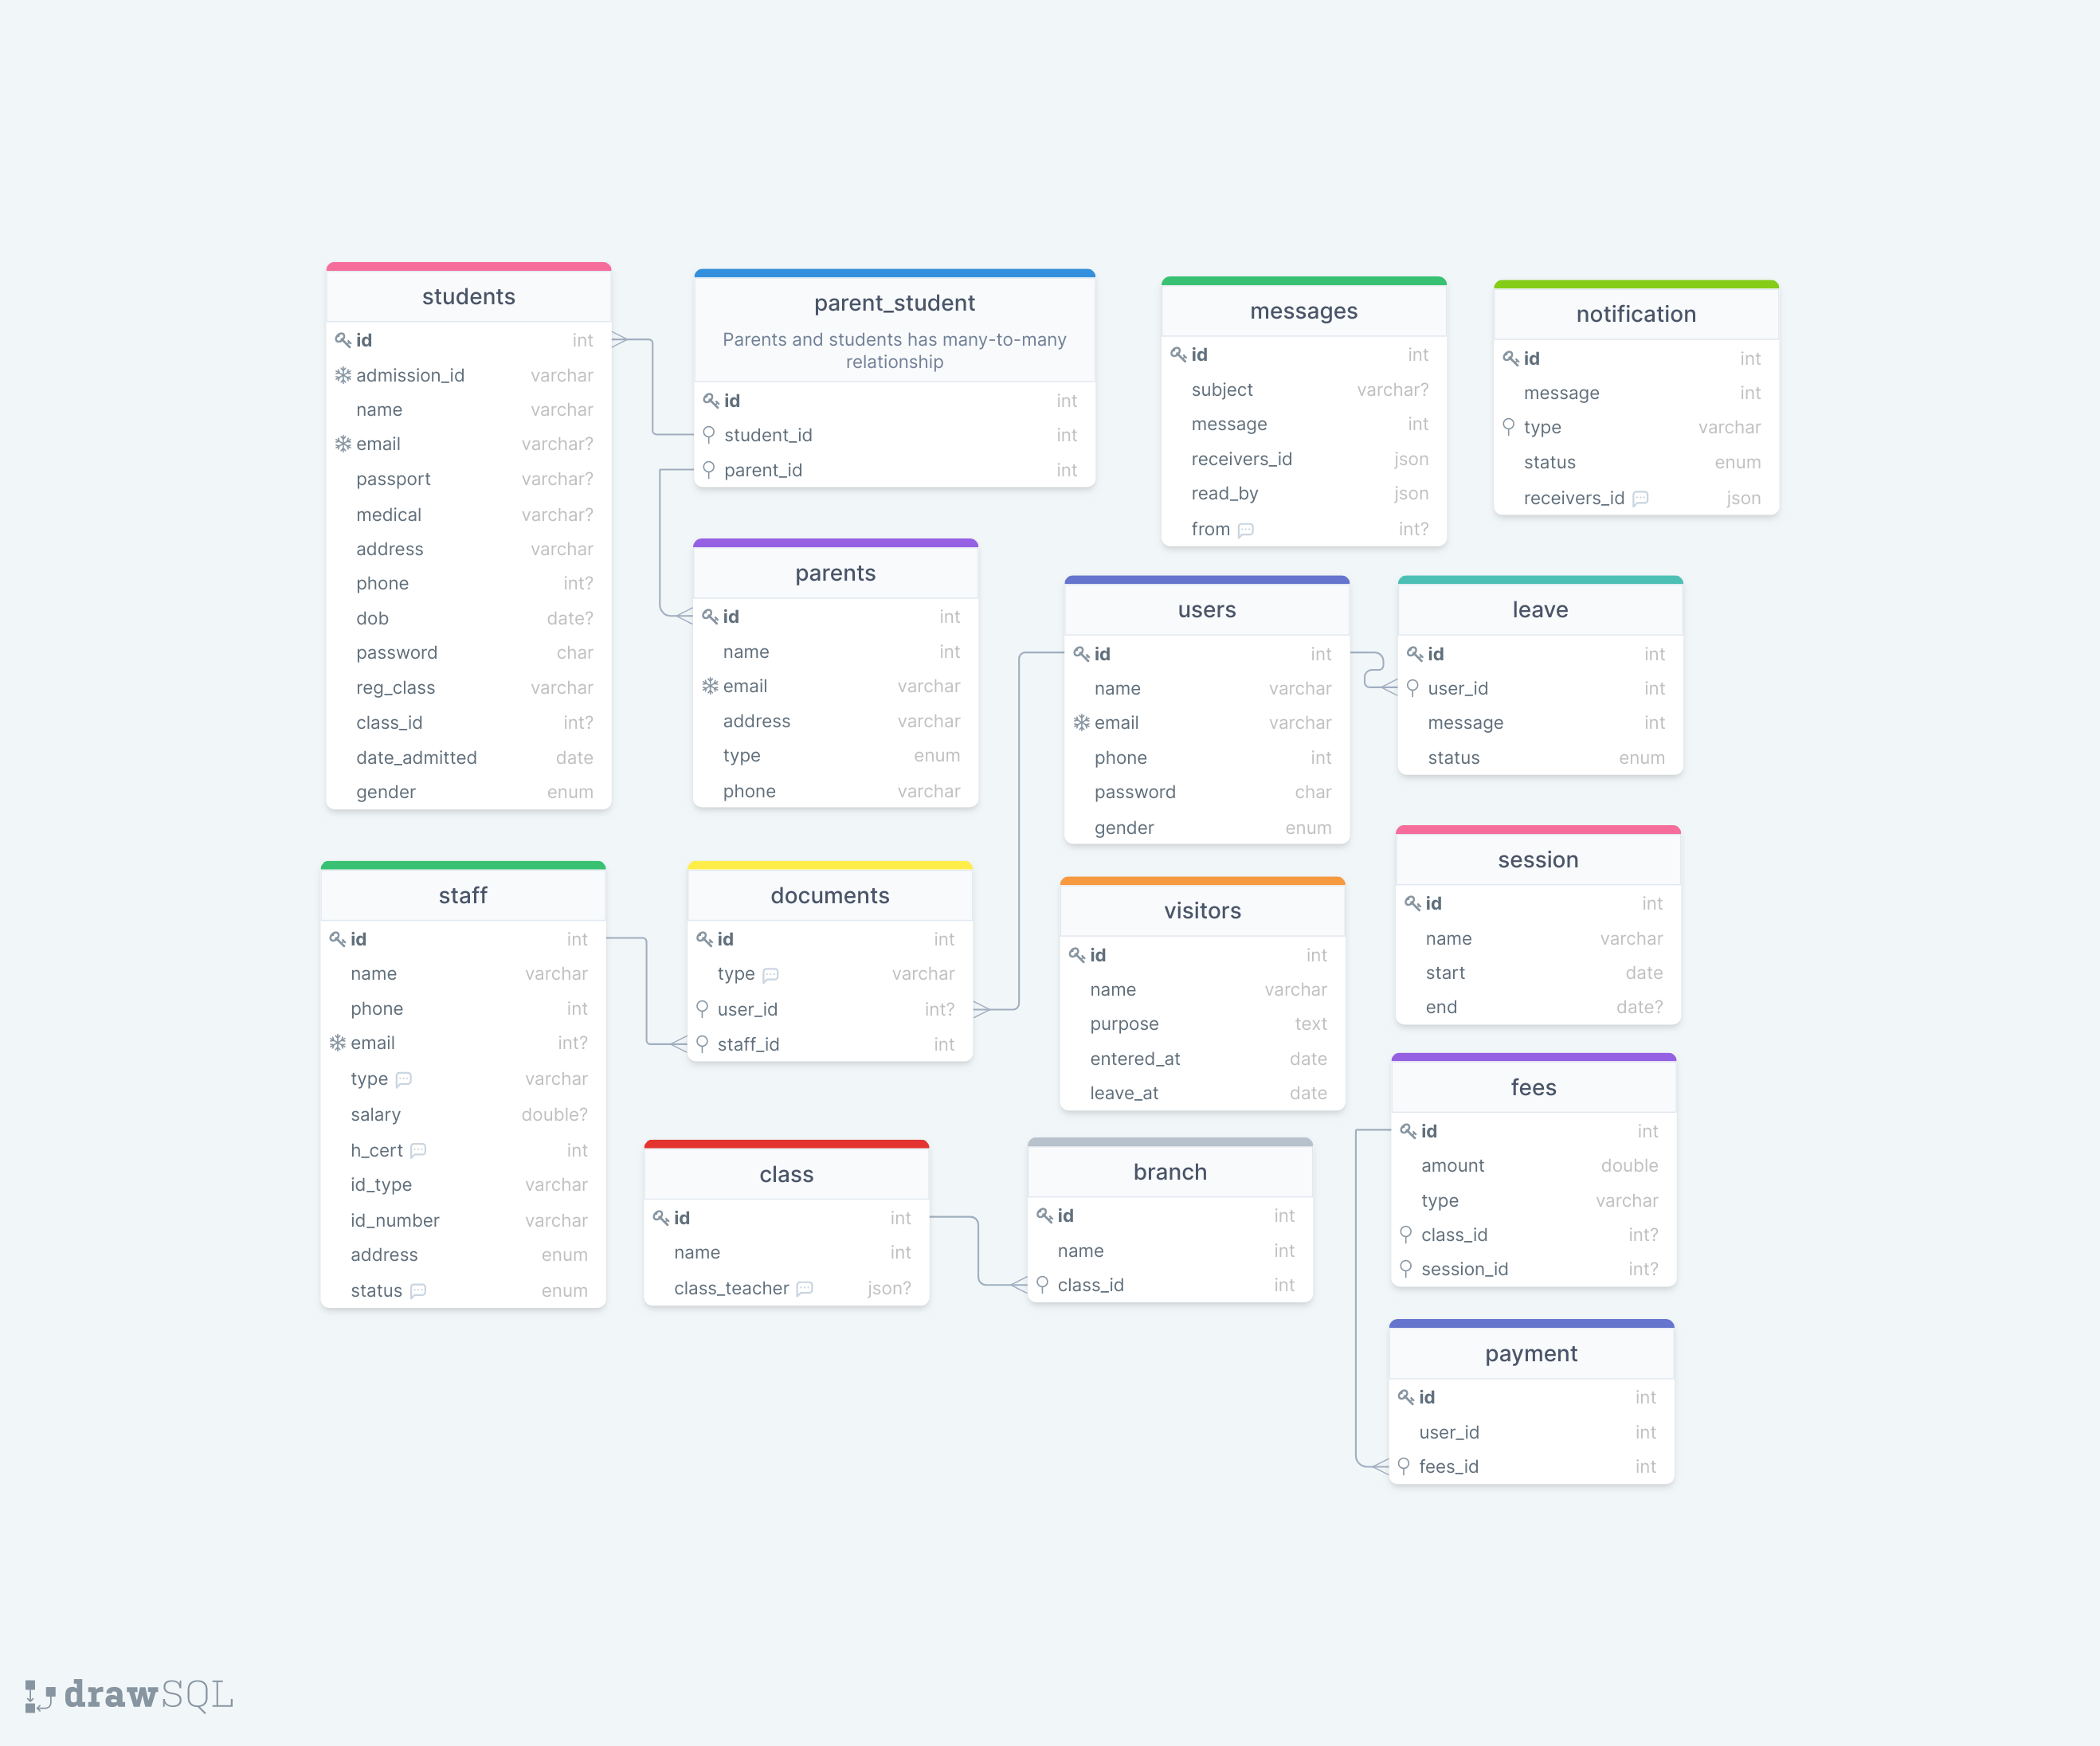 students
id int
admission_id varchar
name varchar
email varchar?
passport varchar?
medical varchar?
address varchar
phone int?
dob date?
password char
reg_class varchar
class_id int?
date_admitted date
gender enum
parent_student
Parents and students has many-to-many
relationship
id int
student_id int
parent_id int
messages
id int
subject varchar?
message int
receivers_id json
read_by json
from int?
notification
id int
message int
type varchar
status enum
receivers_id json
parents
id int
name int
email varchar
address varchar
type enum
phone varchar
users
id int
name varchar
email varchar
phone int
password char
gender enum
leave
id int
user_id int
message int
status enum
staff
id int
name varchar
phone int
email int?
type varchar
salary double?
h_cert int
id_type varchar
id_number varchar
address enum
status enum
documents
id int
type varchar
user_id int?
staff_id int
visitors
id int
name varchar
purpose text
entered_at date
leave_at date
session
id int
name varchar
start date
end date?
class
id int
name int
class_teacher json?
branch
id int
name int
class_id int
fees
id int
amount double
type varchar
class_id int?
session_id int?
payment
id int
user_id int
fees_id int
drawSQL